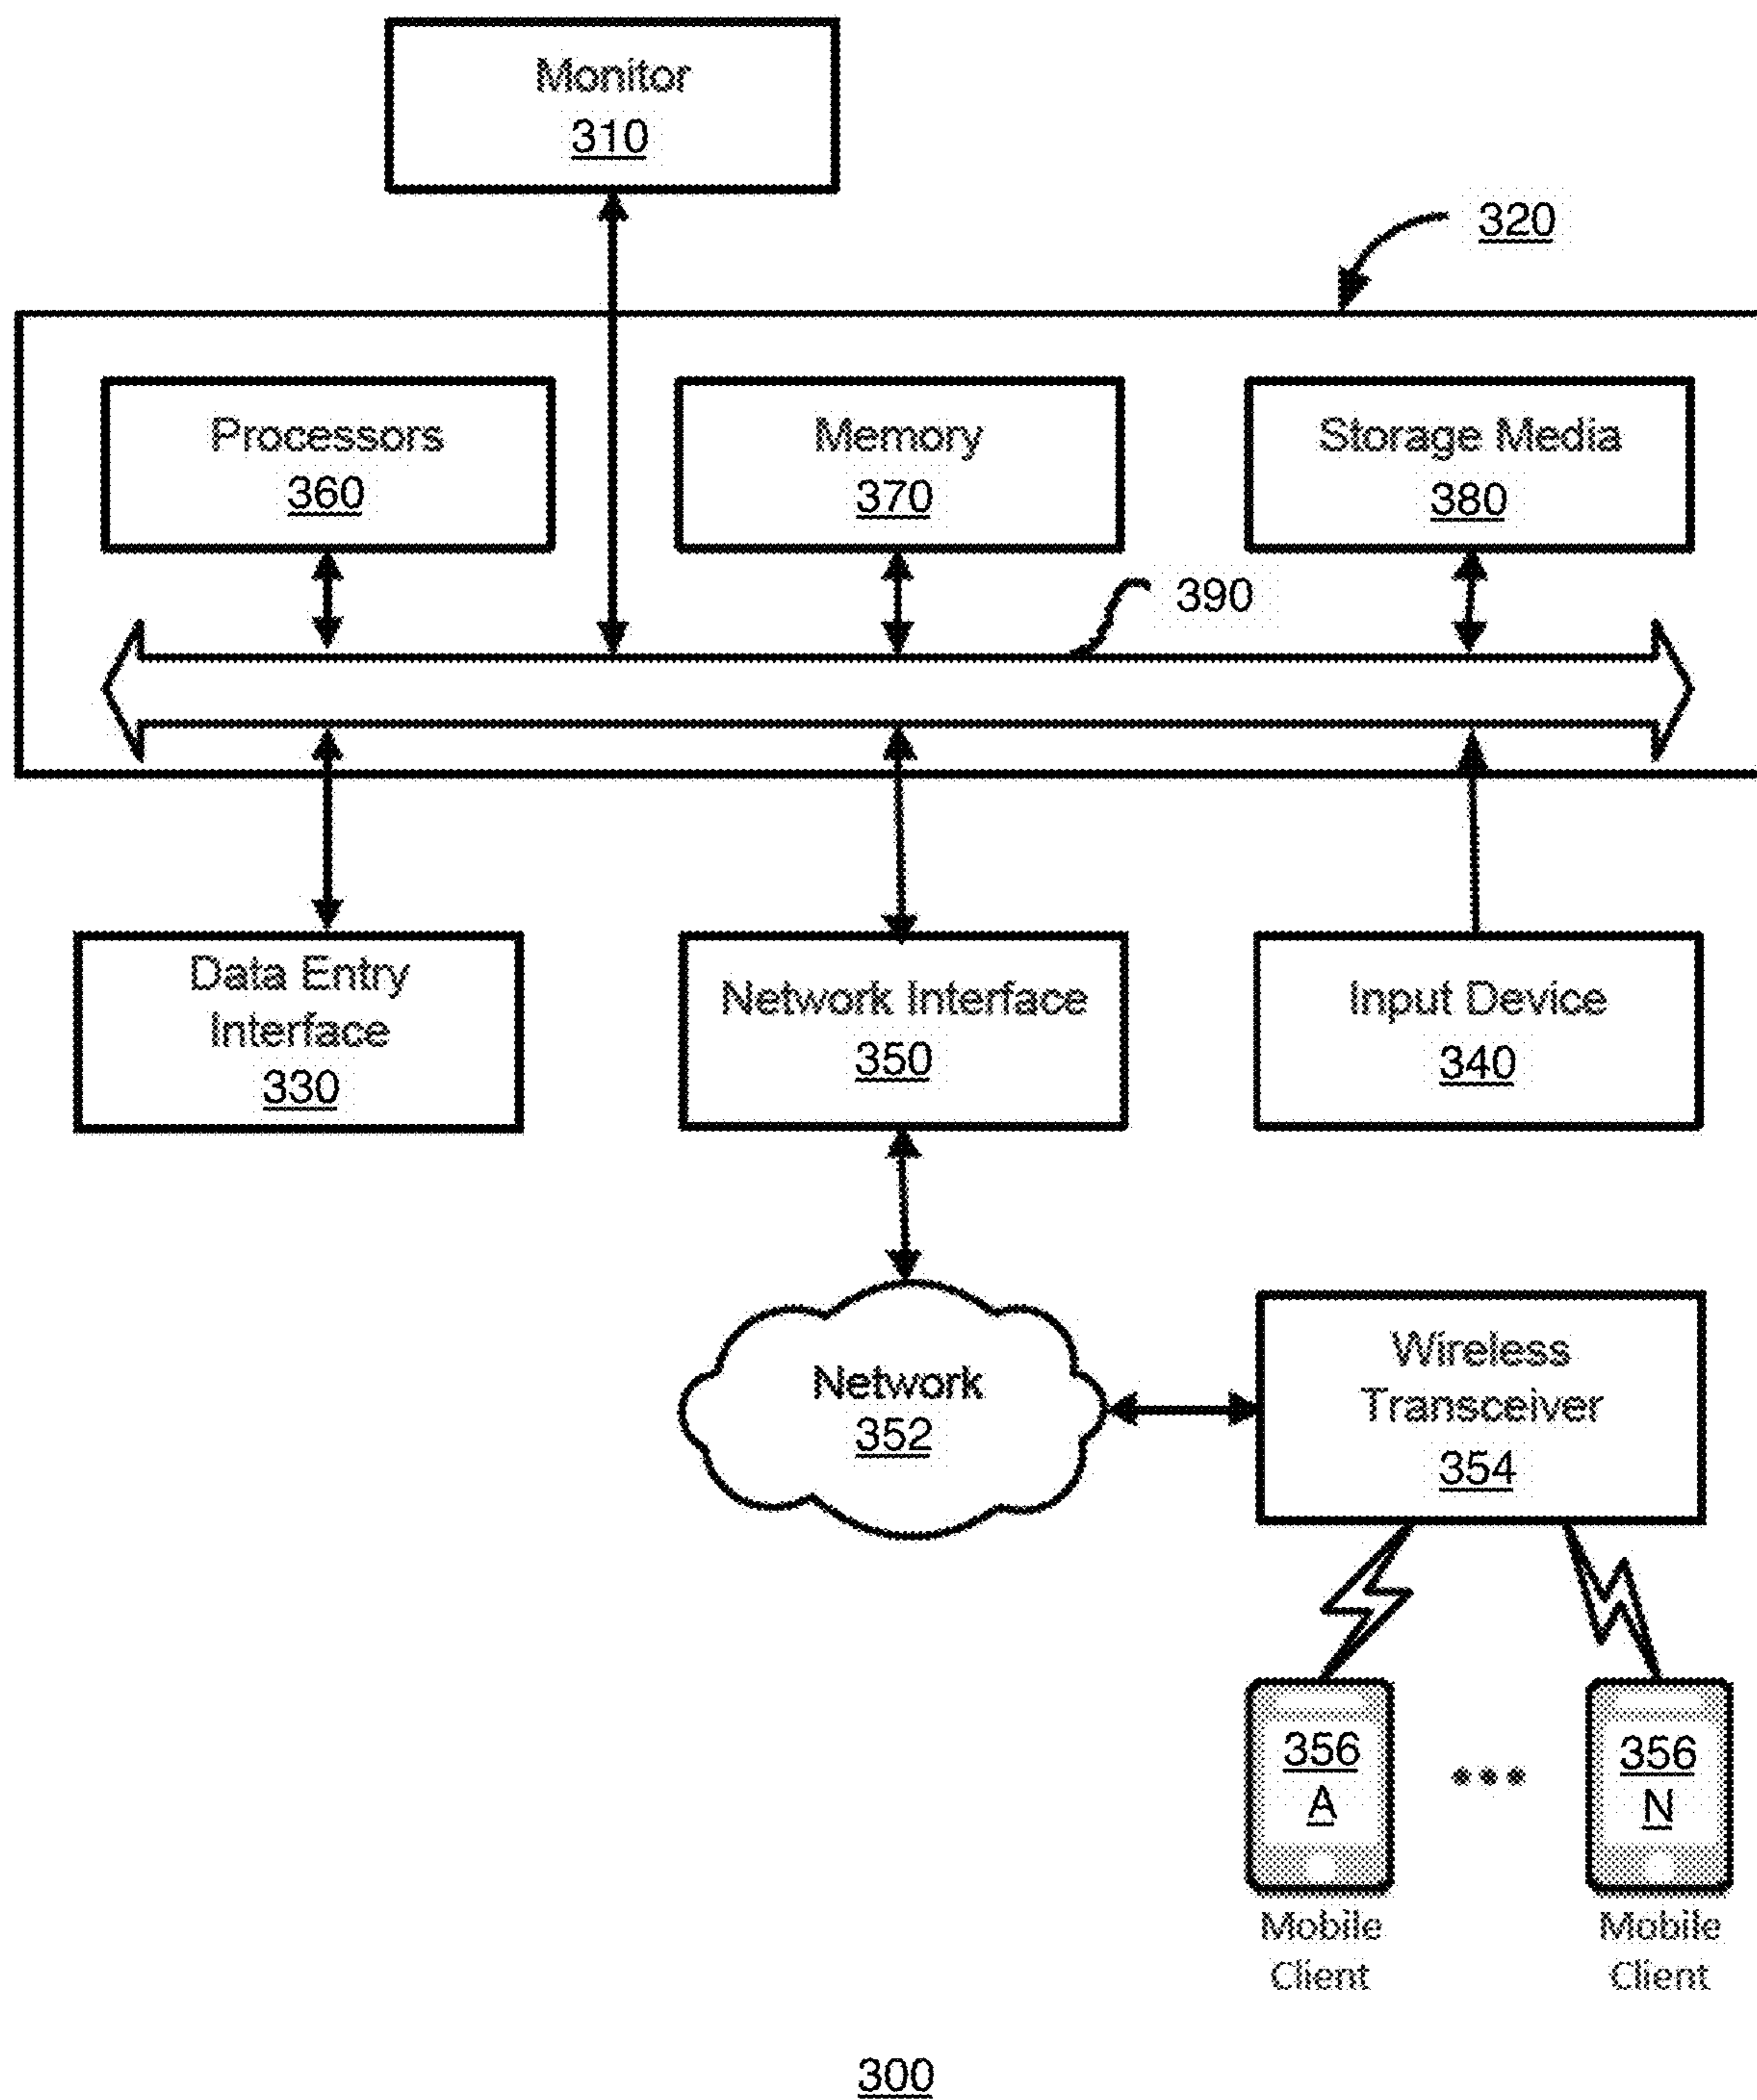 Monitor
310
320
Processors
360
Memory
370
Storage Media
380
390
Data Entry
Interface
330
Network Interface
350
Input Device
340
Network
352
Wireless
Transceiver
354
356
A
...
356
N
Mobile
Client
Mobile
Client
300